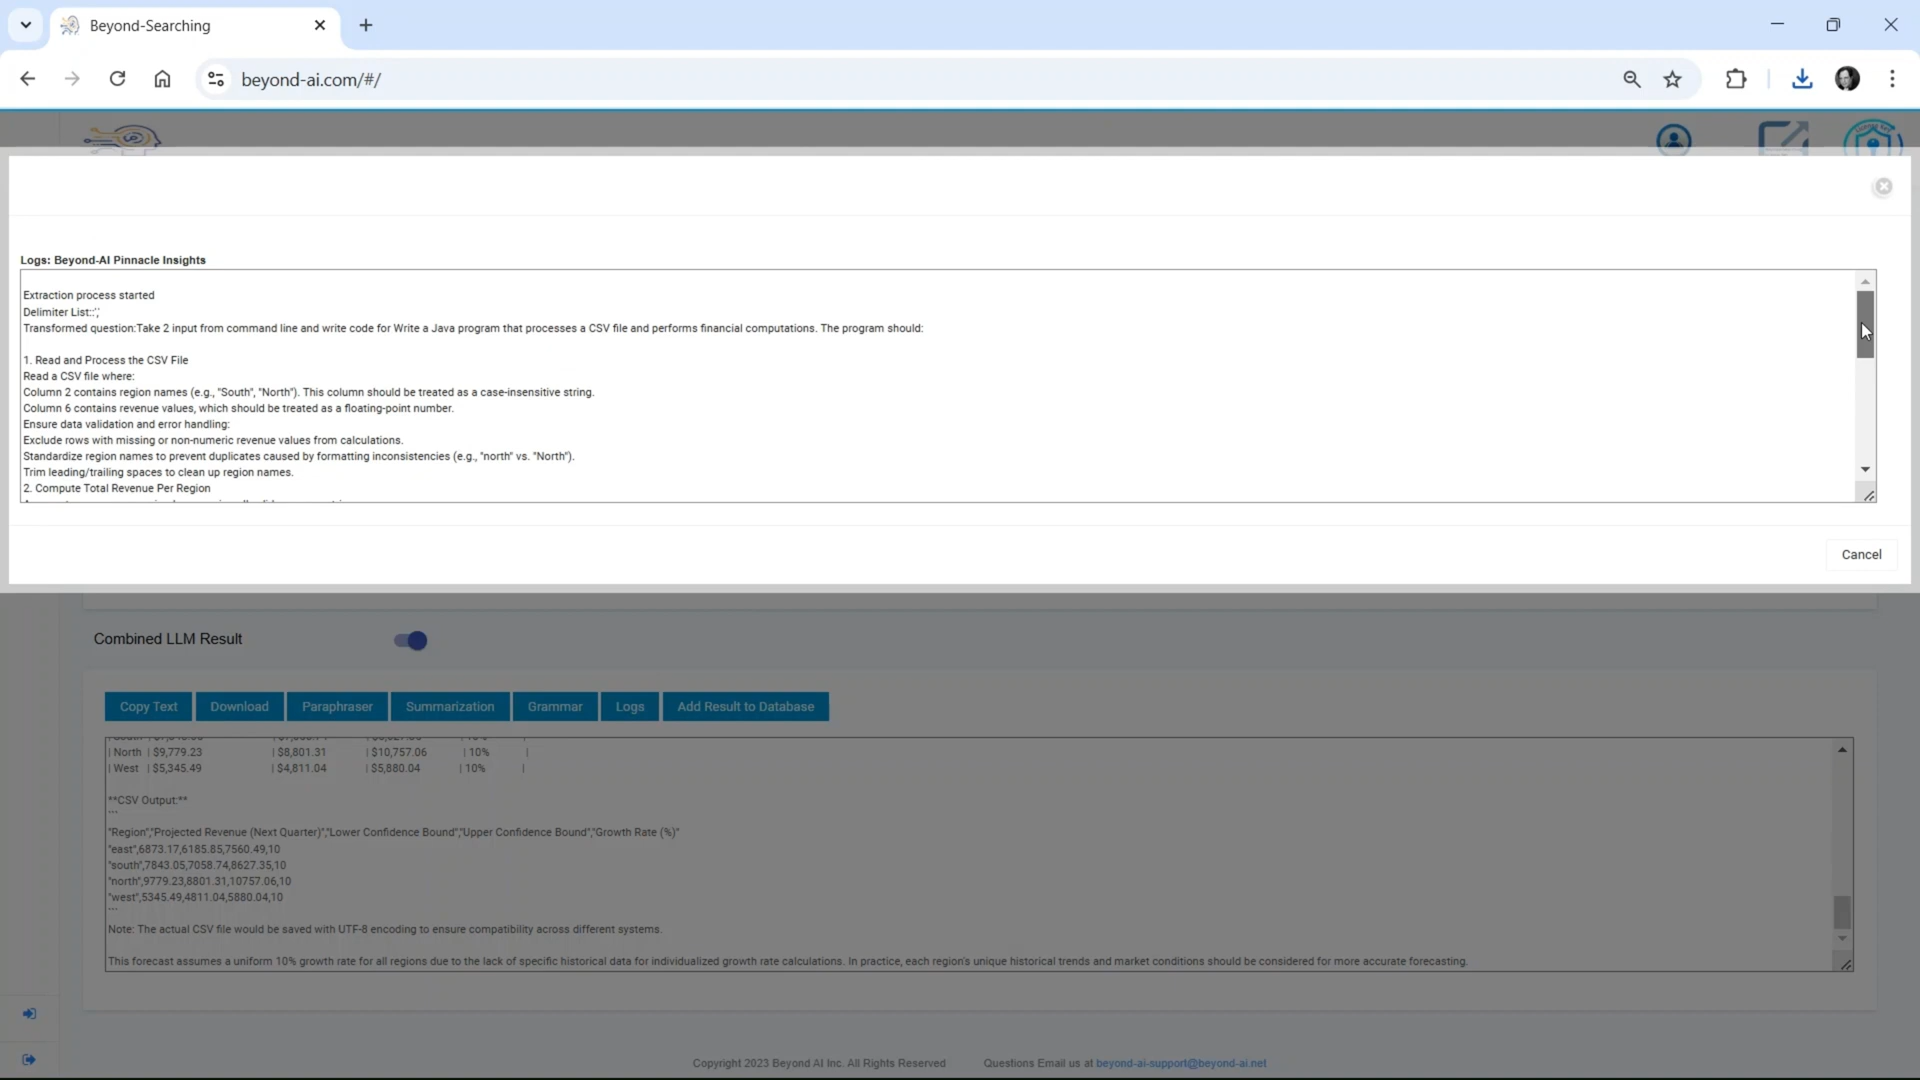 Beyond-Searching
beyond-ai.com/#/
Logs: Beyond-AI Pinnacle Insights
Extraction process started
Delimiter List::','
Transformed question:Take 2 input from command line and write code for Write a Java program that processes a CSV file and performs financial computations. The program should:
1. Read and Process the CSV File
Read a CSV file where:
Column 2 contains region names (e.g., "South", "North"). This column should be treated as a case-insensitive string.
Column 6 contains revenue values, which should be treated as a floating-point number.
Ensure data validation and error handling:
Exclude rows with missing or non-numeric revenue values from calculations.
Standardize region names to prevent duplicates caused by formatting inconsistencies (e.g., "north" vs. "North").
Trim leading/trailing spaces to clean up region names.
2. Compute Total Revenue Per Region
Cancel
Combined LLM Result
Copy Text Download Paraphraser Summarization Grammar Logs Add Result to Database
| North | $9,779.23 | $8,801.31 | $10,757.06 | 10% |
| West | $5,345.49 | $4,811.04 | $5,880.04 | 10% |
**CSV Output:**
```
"Region","Projected Revenue (Next Quarter)","Lower Confidence Bound","Upper Confidence Bound","Growth Rate (%)"
"east",6873.17,6185.85,7560.49,10
"south",7843.05,7058.74,8627.35,10
"north",9779.23,8801.31,10757.06,10
"west",5345.49,4811.04,5880.04,10
```
Note: The actual CSV file would be saved with UTF-8 encoding to ensure compatibility across different systems.
This forecast assumes a uniform 10% growth rate for all regions due to the lack of specific historical data for individualized growth rate calculations. In practice, each region's unique historical trends and market conditions should be considered for more accurate forecasting.
Copyright 2023 Beyond AI Inc. All Rights Reserved Questions Email us at beyond-ai-support@beyond-ai.net